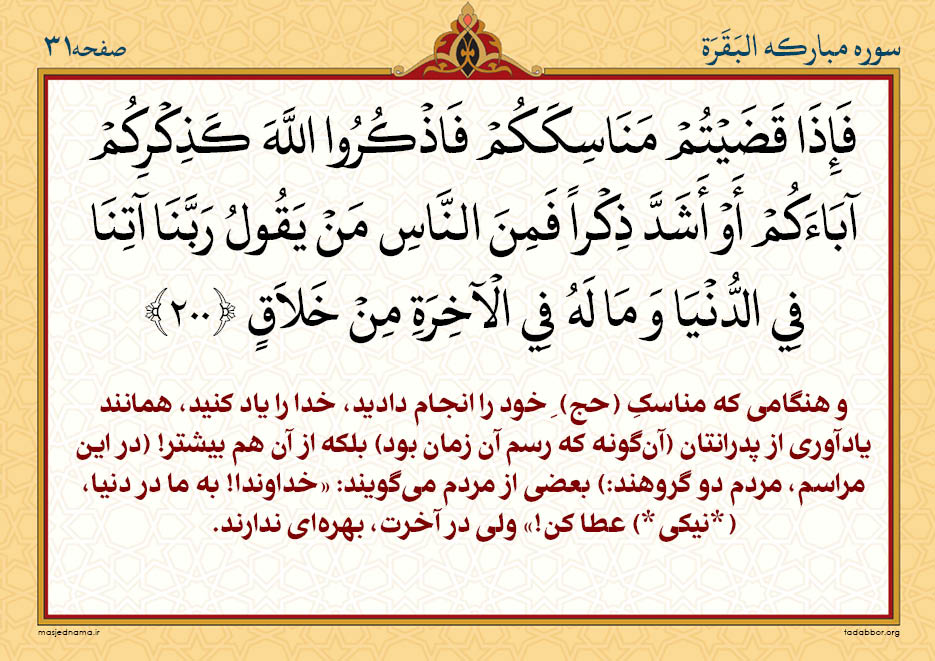 سوره مبارکه البَقَرَة
صفحه۳۱
فَإِذَا قَضَيْتُمْ مَنَاسِكَكُمْ فَاذْكُرُوا اللَّهَ كَذِكْرِكُمْ
آبَاءَكُمْ أَوْ أَشَدَّ ذِكْراً فَمِنَ النَّاسِ مَنْ يَقُولُ رَبَّنَا آتِنَا
فِي الدُّنْيَا وَ مَا لَهُ فِي الْآخِرَةِ مِنْ خَلاَقٍ ﴿٢٠٠﴾
و هنگامی که مناسکِ (حج) ِ خود را انجام دادید، خدا را یاد کنید، همانند
یادآوری از پدرانتان (آن‌گونه که رسم آن زمان بود) بلکه از آن هم بیشتر! (در این
مراسم، مردم دو گروهند:) بعضی از مردم می‌گویند: «خداوندا! به ما در دنیا،
(*نیکی*) عطا کن!» ولی در آخرت، بهره‌ای ندارند.
masjednama.ir
tadabbor.org